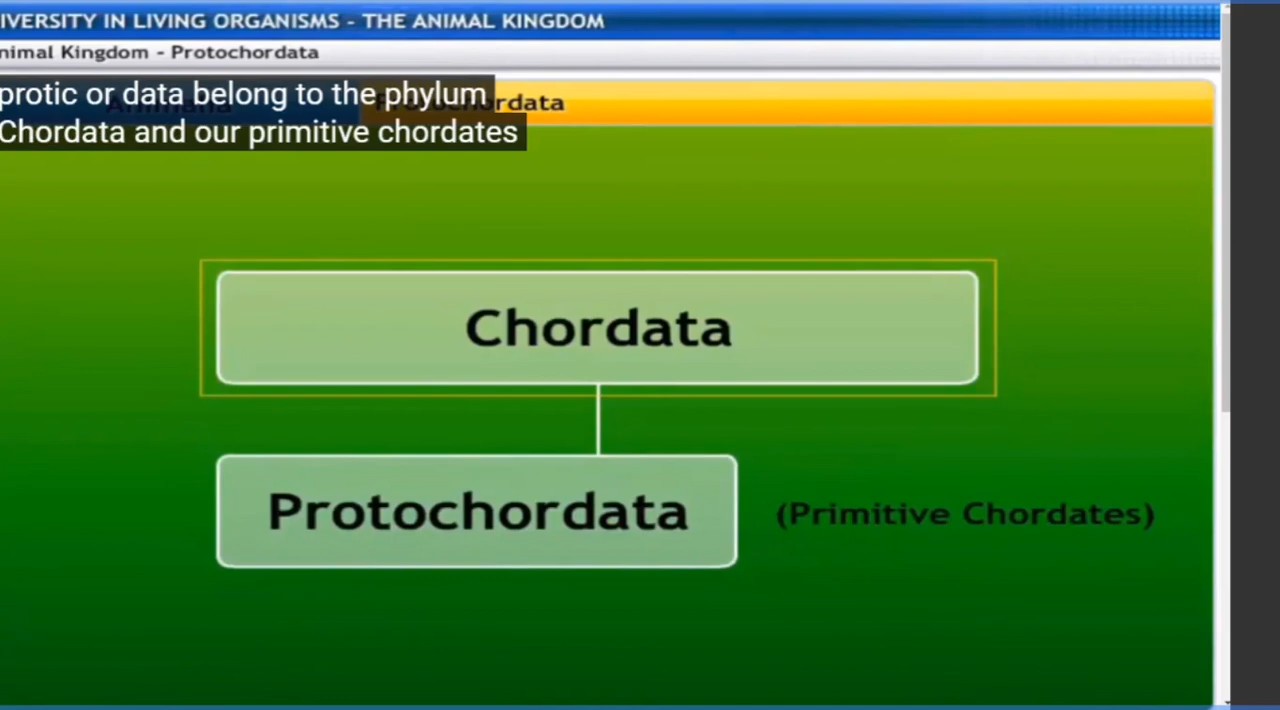 IVERSITY IN LIVING ORGANISMS - THE ANIMAL KINGDOM
nimal Kingdom - Protochordata
protic or data belong to the phylum
Chordata and our primitive chordates
Chordata
Protochordata
(Primitive Chordates)